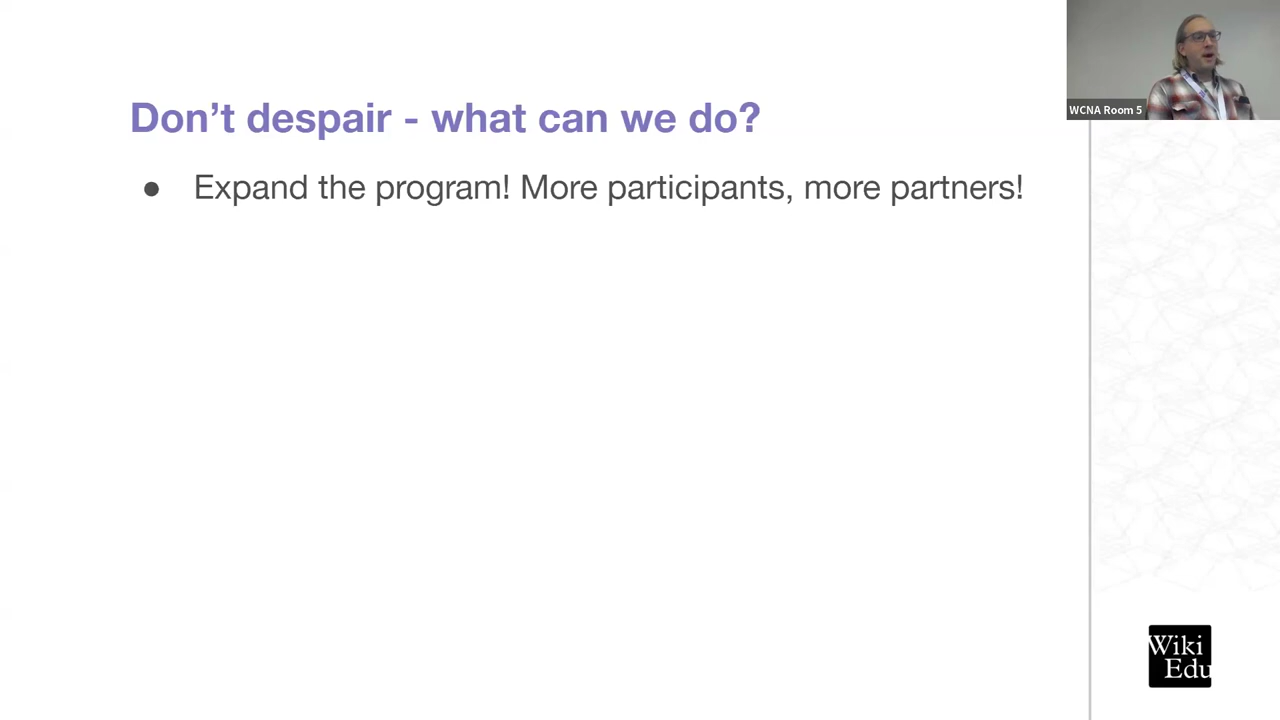 WCNA Room 5
Don’t despair - what can we do?
● Expand the program! More participants, more partners!
Wiki
Edu